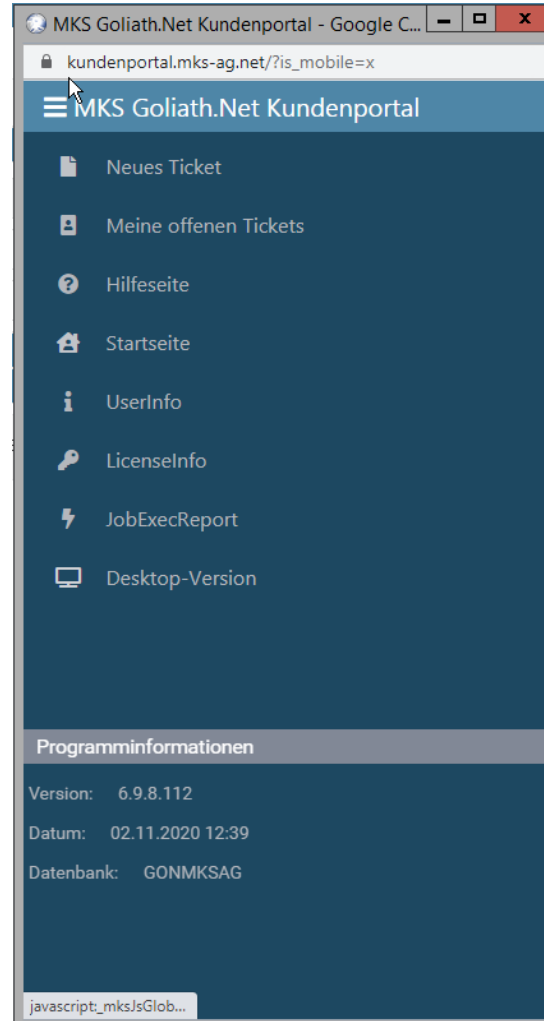 MKS Goliath.Net Kundenportal - Google C...
kundenportal.mks-ag.net/?is_mobile=x
MKS Goliath.Net Kundenportal
Neues Ticket
Meine offenen Tickets
Hilfeseite
Startseite
UserInfo
LicenseInfo
JobExecReport
Desktop-Version
Programminformationen
Version: 6.9.8.112
Datum: 02.11.2020 12:39
Datenbank: GONMKSAG
javascript:_mksJsGlob...